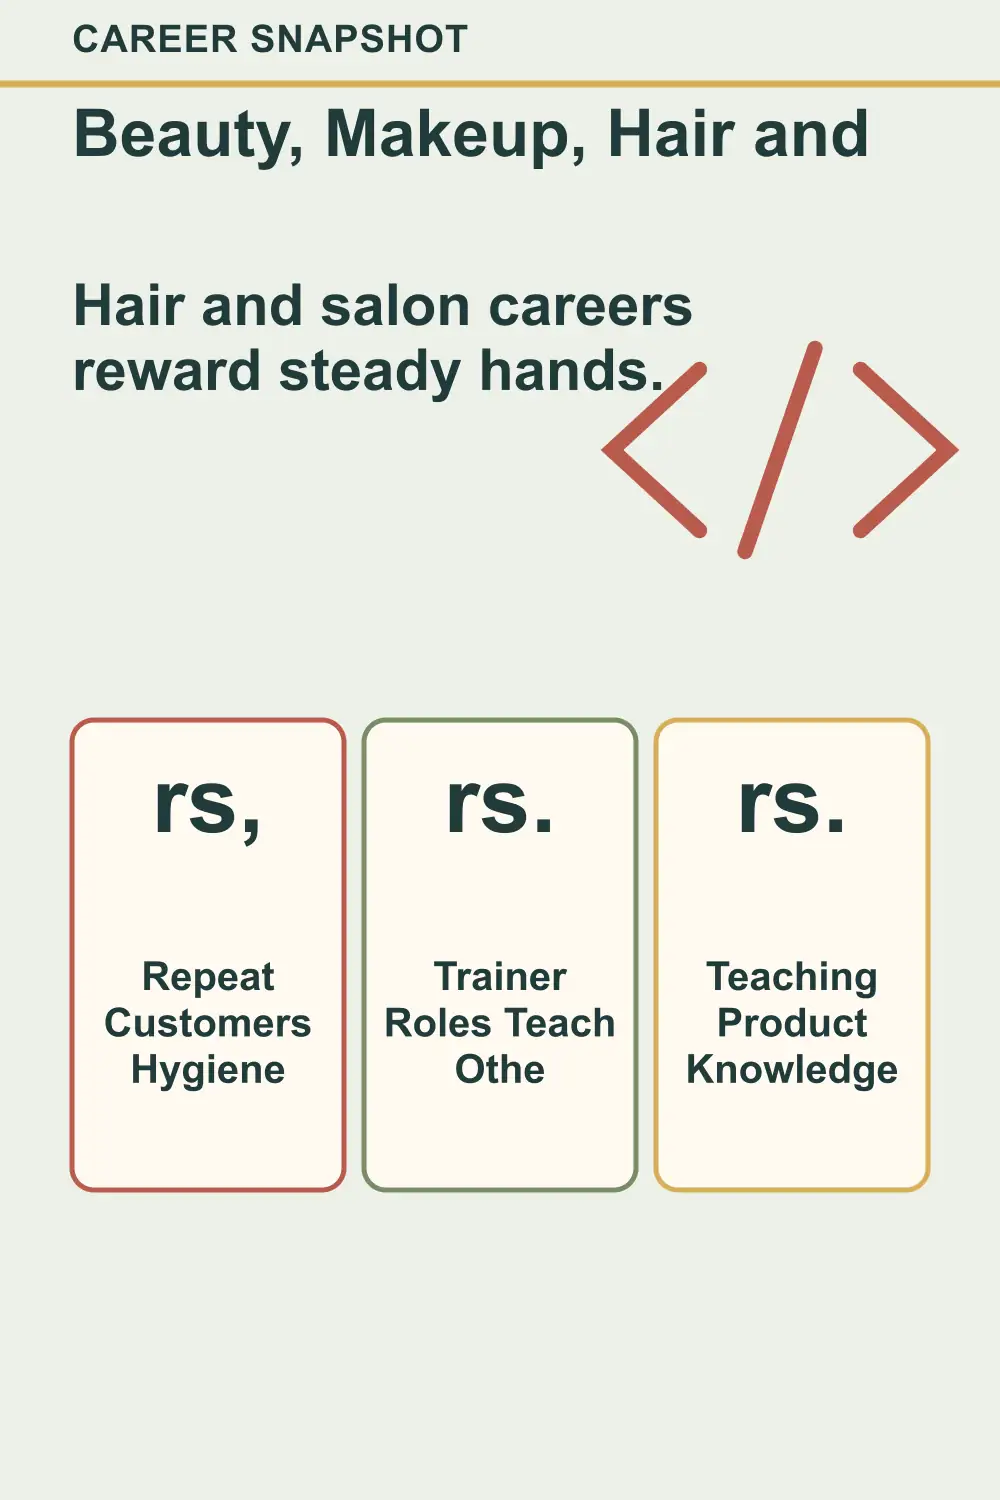 CAREER SNAPSHOT
Beauty, Makeup, Hair and
Hair and salon careers
reward steady hands.
</>
rs,
Repeat
Customers
Hygiene
rs.
Trainer
Roles Teach
Othe
rs.
Teaching
Product
Knowledge